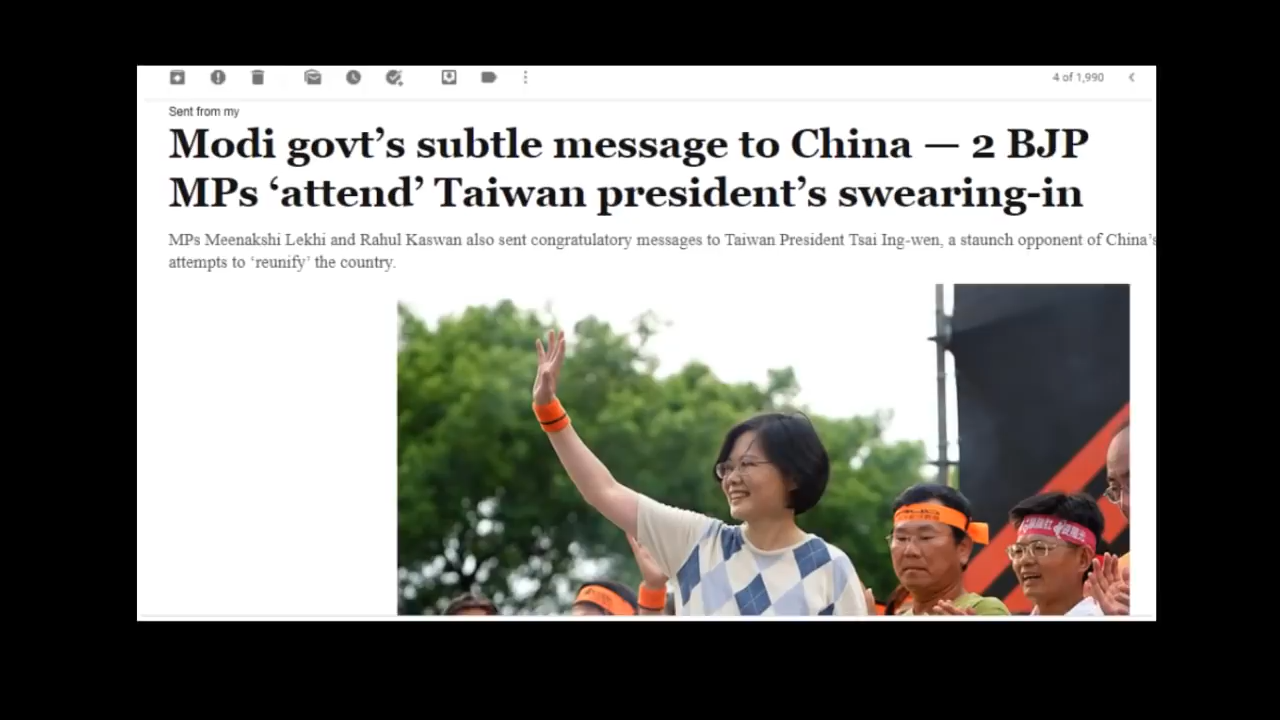 4 of 1,990
Sent from my
Modi govt’s subtle message to China — 2 BJP
MPs ‘attend’ Taiwan president’s swearing-in
MPs Meenakshi Lekhi and Rahul Kaswan also sent congratulatory messages to Taiwan President Tsai Ing-wen, a staunch opponent of China’s
attempts to ‘reunify’ the country.